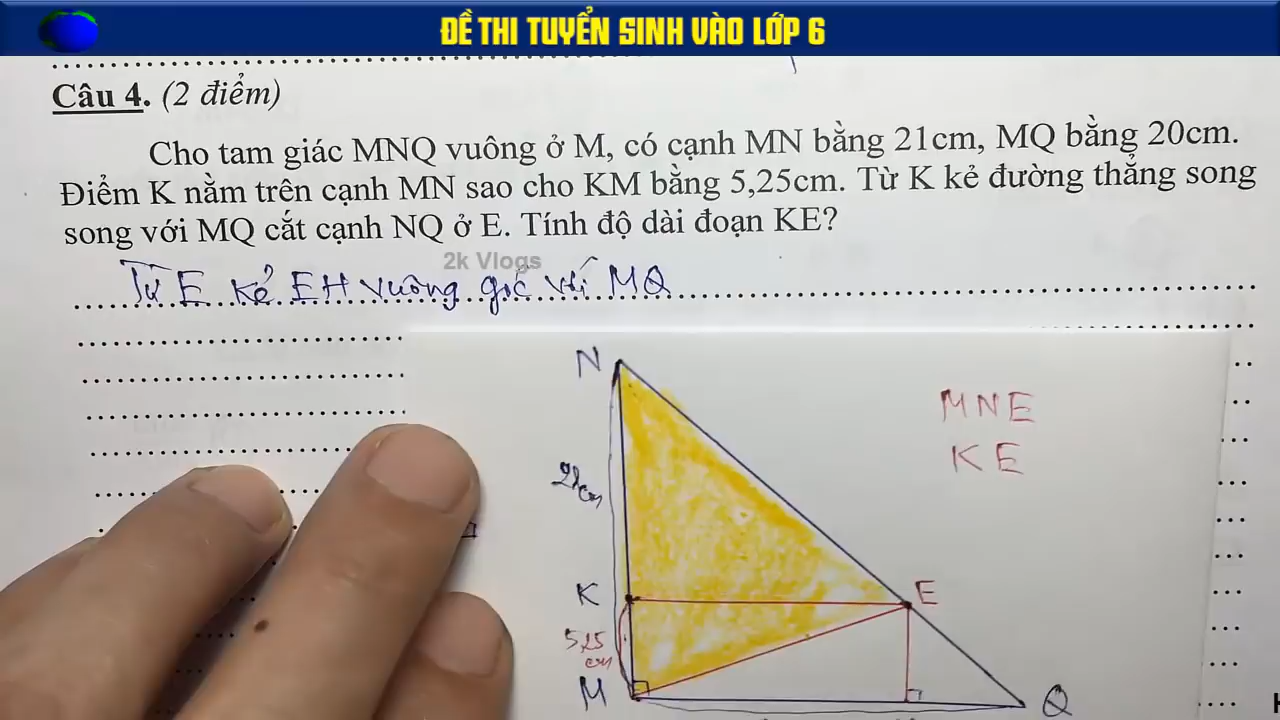 ĐỀ THI TUYỂN SINH VÀO LỚP 6
Câu 4. (2 điểm)
Cho tam giác MNQ vuông ở M, có cạnh MN bằng 21cm, MQ bằng 20cm.
Điểm K nằm trên cạnh MN sao cho KM bằng 5,25cm. Từ K kẻ đường thẳng song
song với MQ cắt cạnh NQ ở E. Tính độ dài đoạn KE?
2k Vlogs
Từ E kẻ EH vuông góc với MQ
N
MNE
KE
21cm
K
E
5,25
cm
M
Q